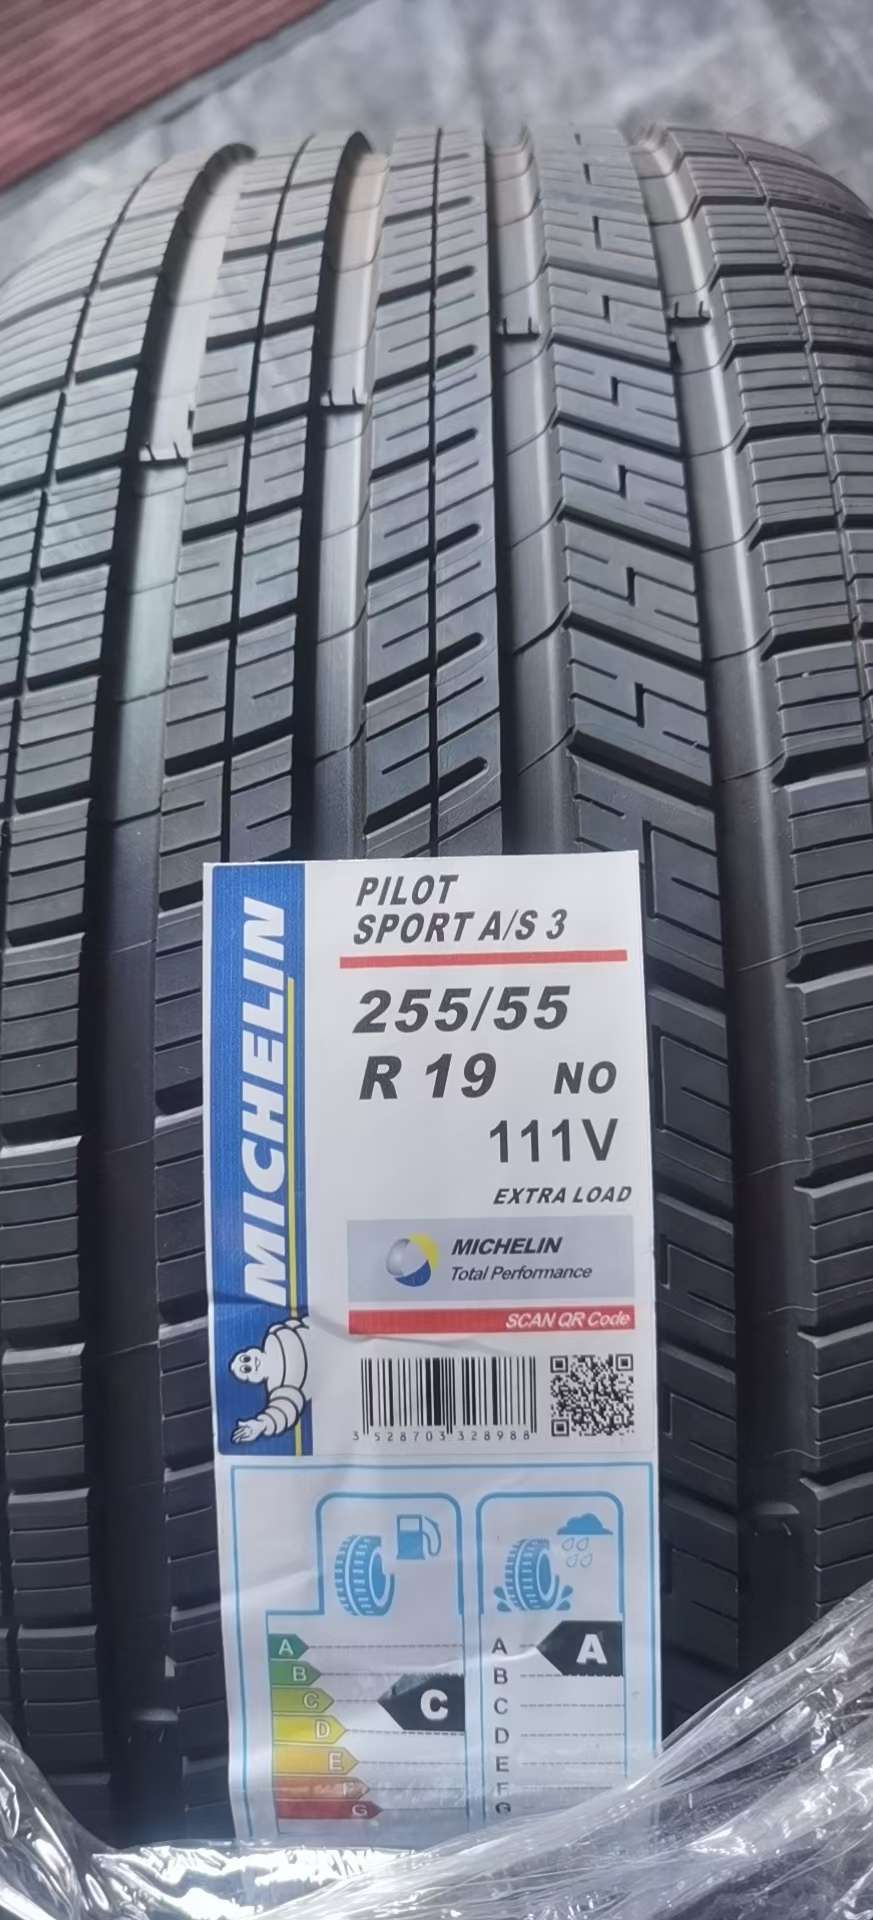 MICHELIN
PILOT
SPORT A/S 3
255/55
R 19 NO
111V
EXTRA LOAD
MICHELIN
Total Performance
SCAN QR Code
3 528703 328988
A
B
C
D
E
F
G
C
A
B
C
D
E
F
G
A